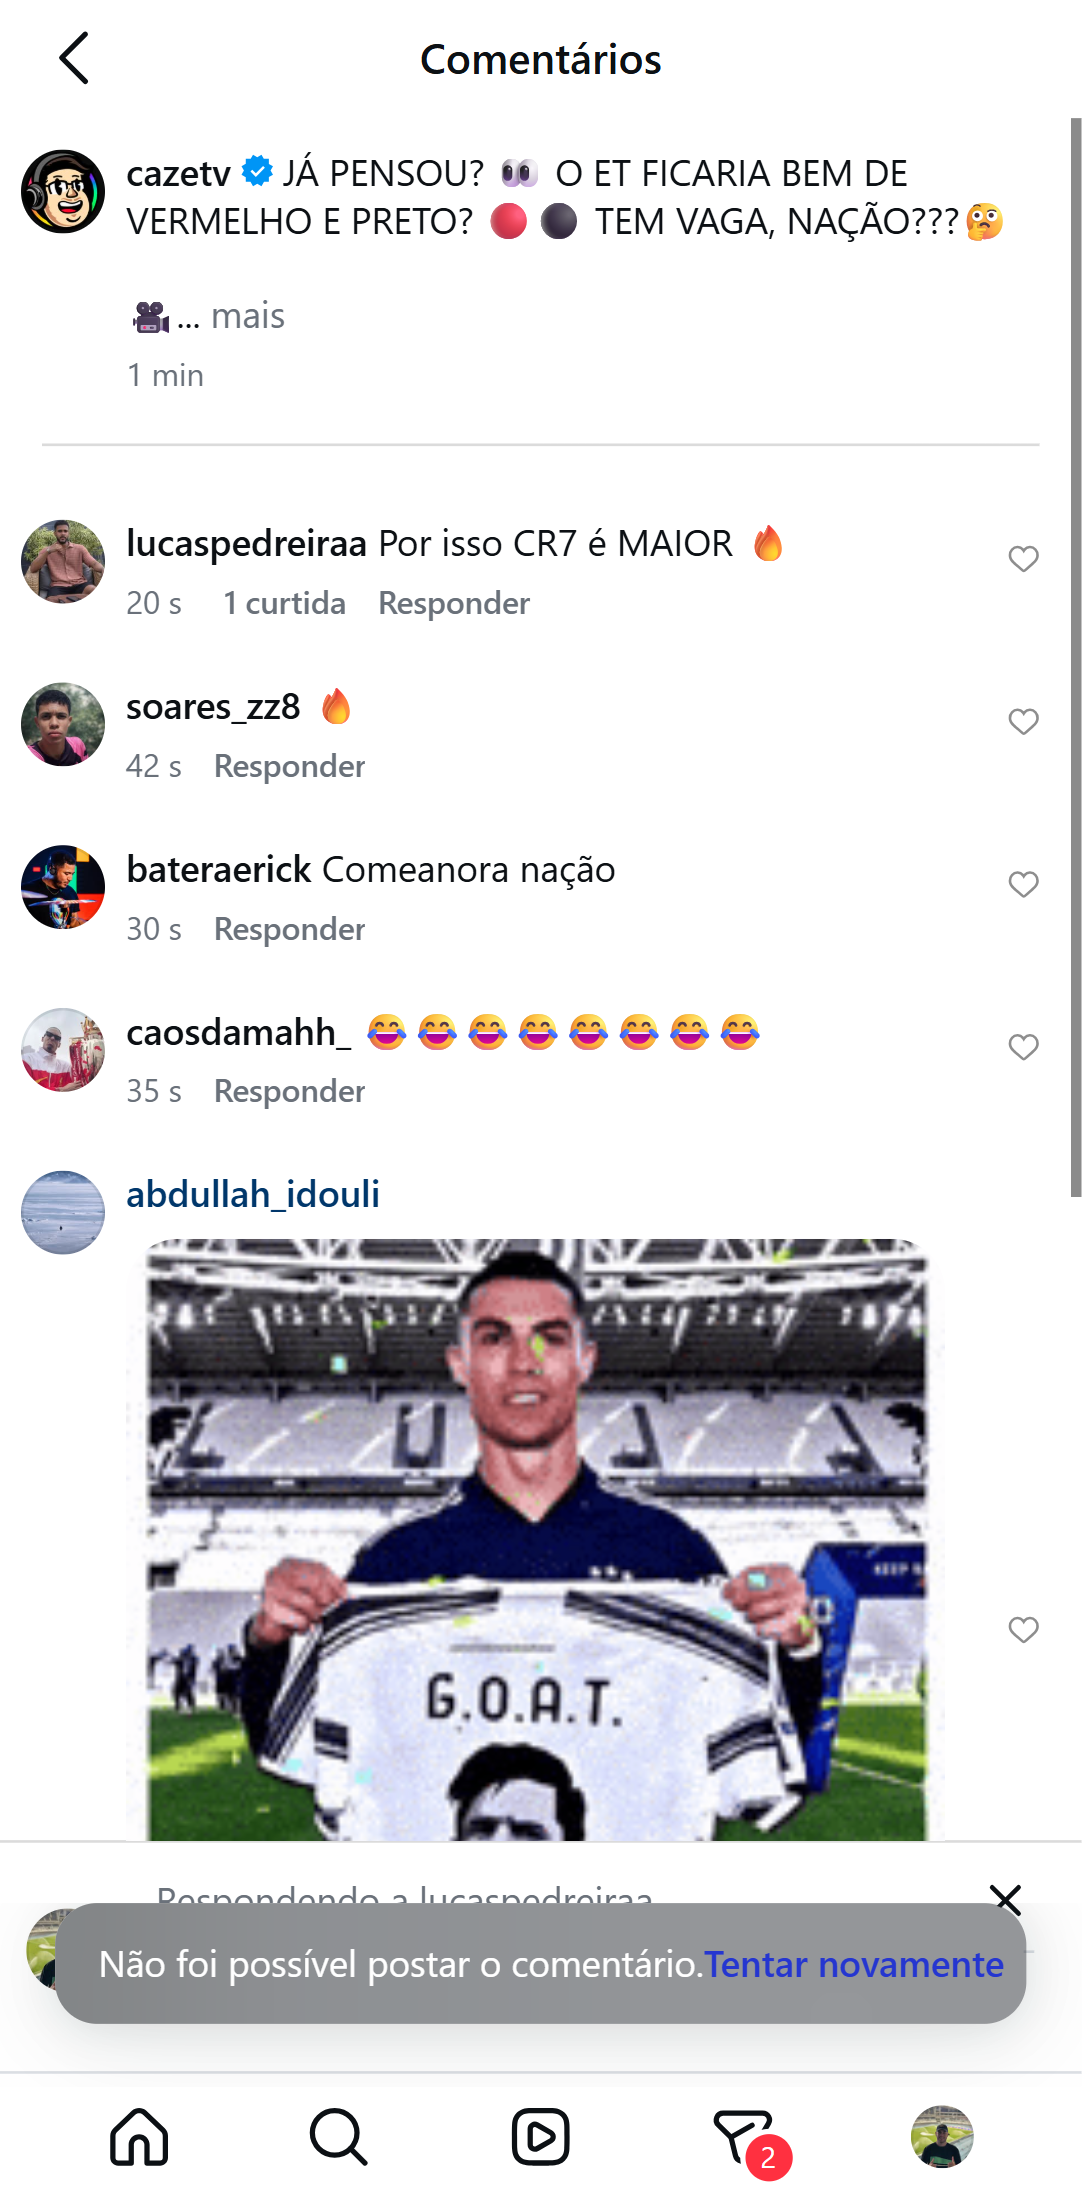 Comentários
cazetv JÁ PENSOU? 👀 O ET FICARIA BEM DE
VERMELHO E PRETO? 🔴⚫ TEM VAGA, NAÇÃO???🤔
🎥... mais
1 min
lucaspedreiraa Por isso CR7 é MAIOR 🔥
20 s 1 curtida Responder
soares_zz8 🔥
42 s Responder
bateraerick Comeanora nação
30 s Responder
caosdamahh_ 😂😂😂😂😂😂😂😂
35 s Responder
abdullah_idouli
G.O.A.T.
Respondendo a lucaspedreiraa
Não foi possível postar o comentário.Tentar novamente
2